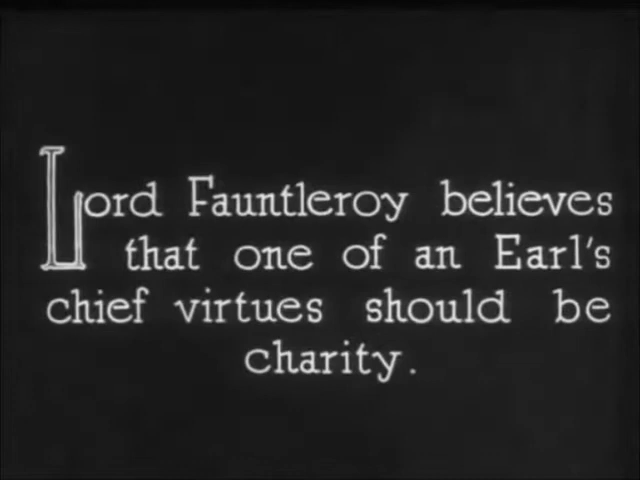 Lord Fauntleroy believes
that one of an Earl's
chief virtues should be
charity.